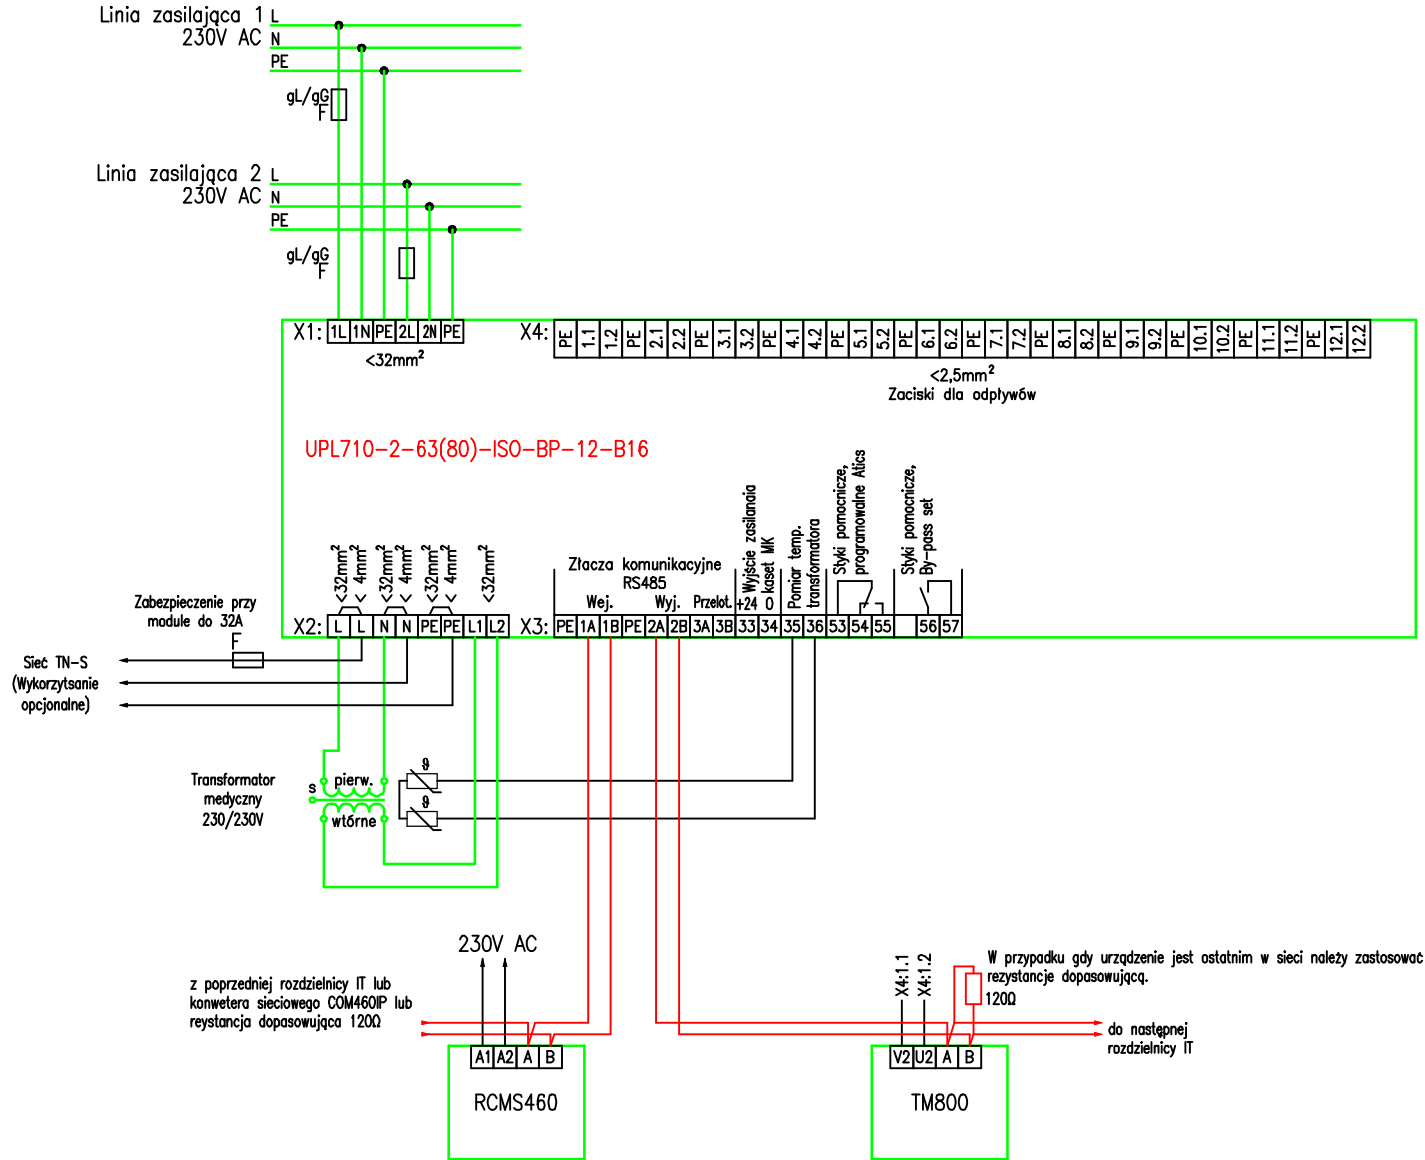 Linia zasilająca 1 L
230V AC N
PE
gL/gG
F
Linia zasilająca 2 L
230V AC N
PE
gL/gG
F
X1: 1L 1N PE 2L 2N PE
<32mm²
X4: PE 1.1 1.2 PE 2.1 2.2 PE 3.1 3.2 PE 4.1 4.2 PE 5.1 5.2 PE 6.1 6.2 PE 7.1 7.2 PE 8.1 8.2 PE 9.1 9.2 PE 10.1 10.2 PE 11.1 11.2 PE 12.1 12.2
<2,5mm²
Zaciski dla odpływów
UPL710-2-63(80)-ISO-BP-12-B16
<32mm²
< 4mm²
<32mm²
< 4mm²
<32mm²
< 4mm²
<32mm²
Złacza komunikacyjne
RS485
Wej. Wyj. Przelot.
Wyjście zasilanaia
kaset MK
+24 0
Pomiar temp.
transformatora
Styki pomocnicze,
programowalne Atics
Styki pomocnicze,
By-pass set
X2: L L N N PE PE L1 L2
X3: PE 1A 1B PE 2A 2B 3A 3B 33 34 35 36 53 54 55 56 57
Zabezpieczenie przy
module do 32A
F
Sieć TN-S
(Wykorzytsanie
opcjonalne)
Transformator
medyczny
230/230V
s
pierw.
wtórne
ϑ
ϑ
230V AC
z poprzedniej rozdzielnicy IT lub
konwetera sieciowego COM460IP lub
reystancja dopasowująca 120Ω
A1 A2 A B
RCMS460
X4:1.1
X4:1.2
W przypadku gdy urządzenie jest ostatnim w sieci należy zastosować
rezystancje dopasowującą.
120Ω
do następnej
rozdzielnicy IT
V2 U2 A B
TM800